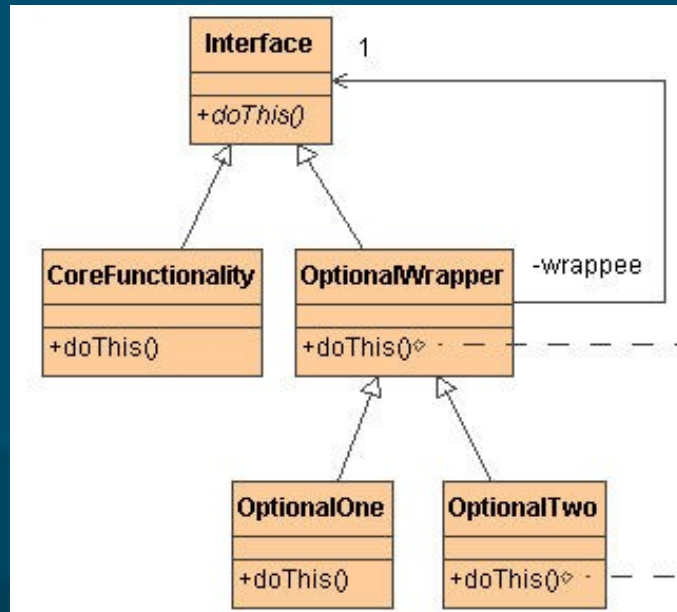 Interface
1
+doThis()
CoreFunctionality
OptionalWrapper
-wrappee
+doThis()
+doThis()
OptionalOne
OptionalTwo
+doThis()
+doThis()